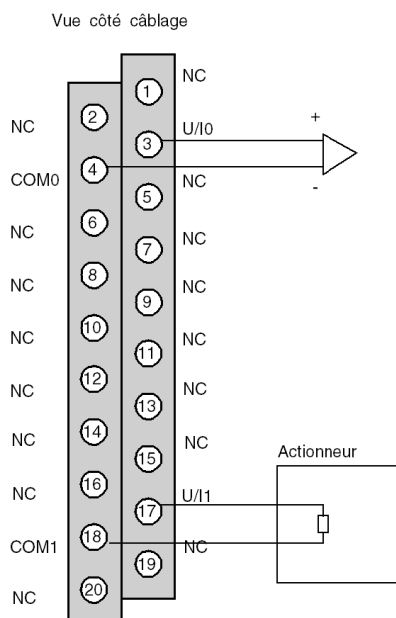 Vue côté câblage
NC
1
2
NC
U/I0
+
3
4
COM0
NC
-
5
6
NC
NC
7
8
NC
NC
9
10
NC
NC
11
12
NC
NC
13
14
NC
NC
15
Actionneur
16
NC
U/I1
17
18
COM1
NC
19
20
NC